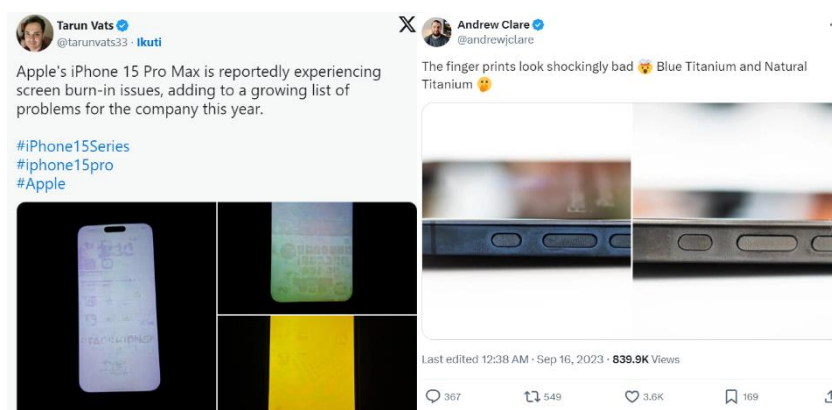 Tarun Vats
@tarunvats33 · Ikuti
Apple's iPhone 15 Pro Max is reportedly experiencing
screen burn-in issues, adding to a growing list of
problems for the company this year.
#iPhone15Series
#iphone15pro
#Apple
Andrew Clare
@andrewjclare
The finger prints look shockingly bad 🤯 Blue Titanium and Natural
Titanium 🤔
Last edited 12:38 AM · Sep 16, 2023 · 839.9K Views
367 549 3.6K 169